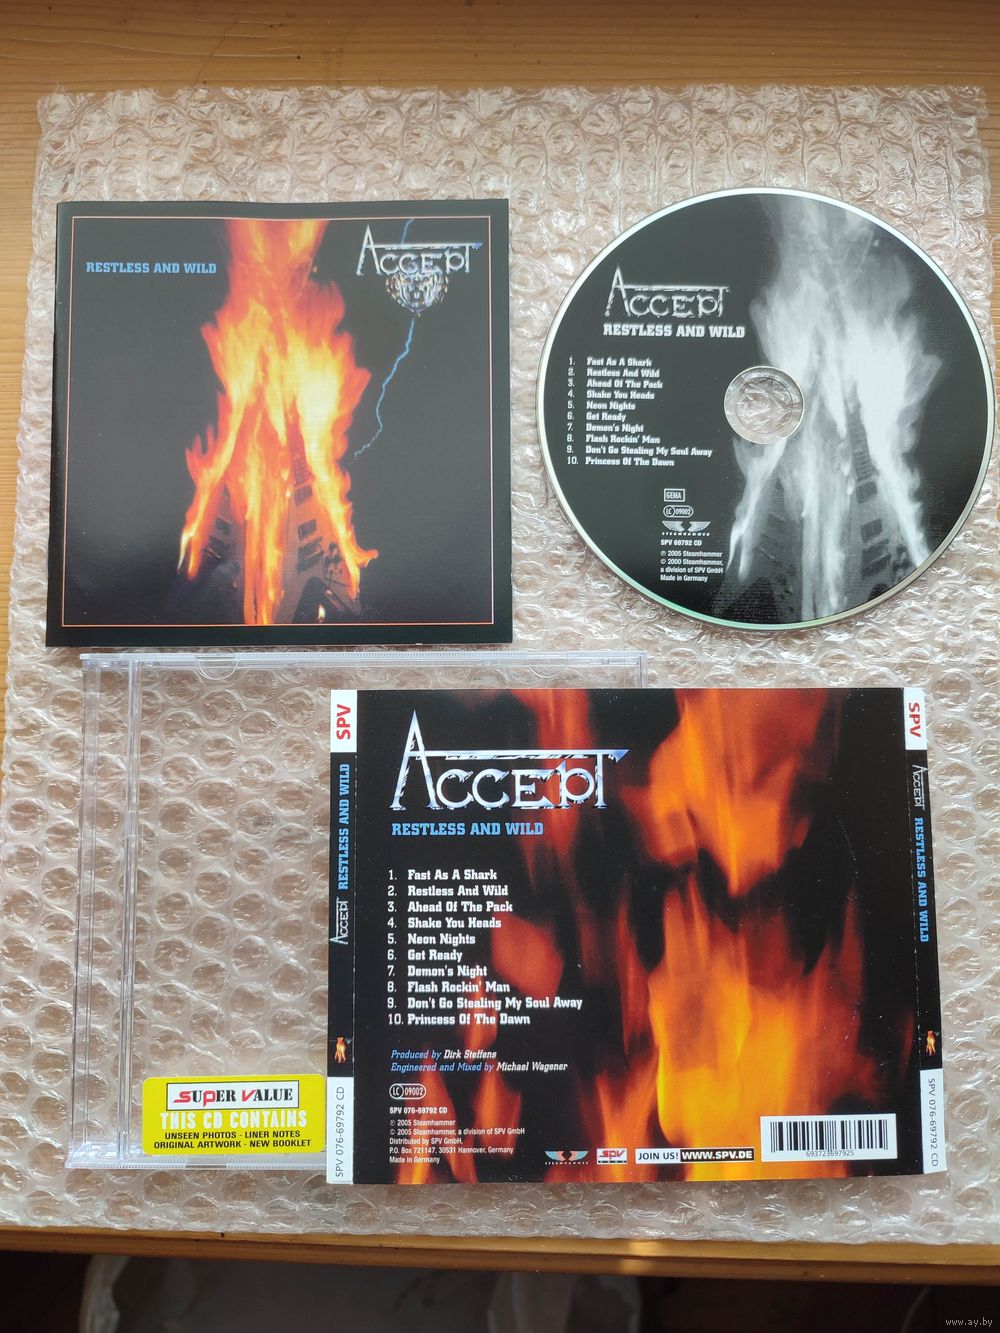 RESTLESS AND WILD
ACCEPT
ACCEPT
RESTLESS AND WILD
1. Fast As A Shark
2. Restless And Wild
3. Ahead Of The Pack
4. Shake You Heads
5. Neon Nights
6. Get Ready
7. Demon's Night
8. Flash Rockin' Man
9. Don't Go Stealing My Soul Away
10. Princess Of The Dawn
GEMA
LC 09002
STEAMHAMMER
SPV 69792 CD
℗ 2005 Steamhammer
© 2000 Steamhammer,
a division of SPV GmbH
Made in Germany
SPV
RESTLESS AND WILD
ACCEPT
SPV 076-69792 CD
ACCEPT
RESTLESS AND WILD
1. Fast As A Shark
2. Restless And Wild
3. Ahead Of The Pack
4. Shake You Heads
5. Neon Nights
6. Get Ready
7. Demon's Night
8. Flash Rockin' Man
9. Don't Go Stealing My Soul Away
10. Princess Of The Dawn
Produced by Dirk Steffens
Engineered and Mixed by Michael Wagener
LC 09002
SPV 076-69792 CD
℗ 2005 Steamhammer
© 2005 Steamhammer, a division of SPV GmbH
Distributed by SPV GmbH,
P.O. Box 721147, 30531 Hannover, Germany
Made in Germany
STEAMHAMMER
SPV
JOIN US! WWW.SPV.DE
693723697925
SPV
ACCEPT
RESTLESS AND WILD
SPV 076-69792 CD
SUPER VALUE
THIS CD CONTAINS
UNSEEN PHOTOS - LINER NOTES
ORIGINAL ARTWORK - NEW BOOKLET
www.ay.by